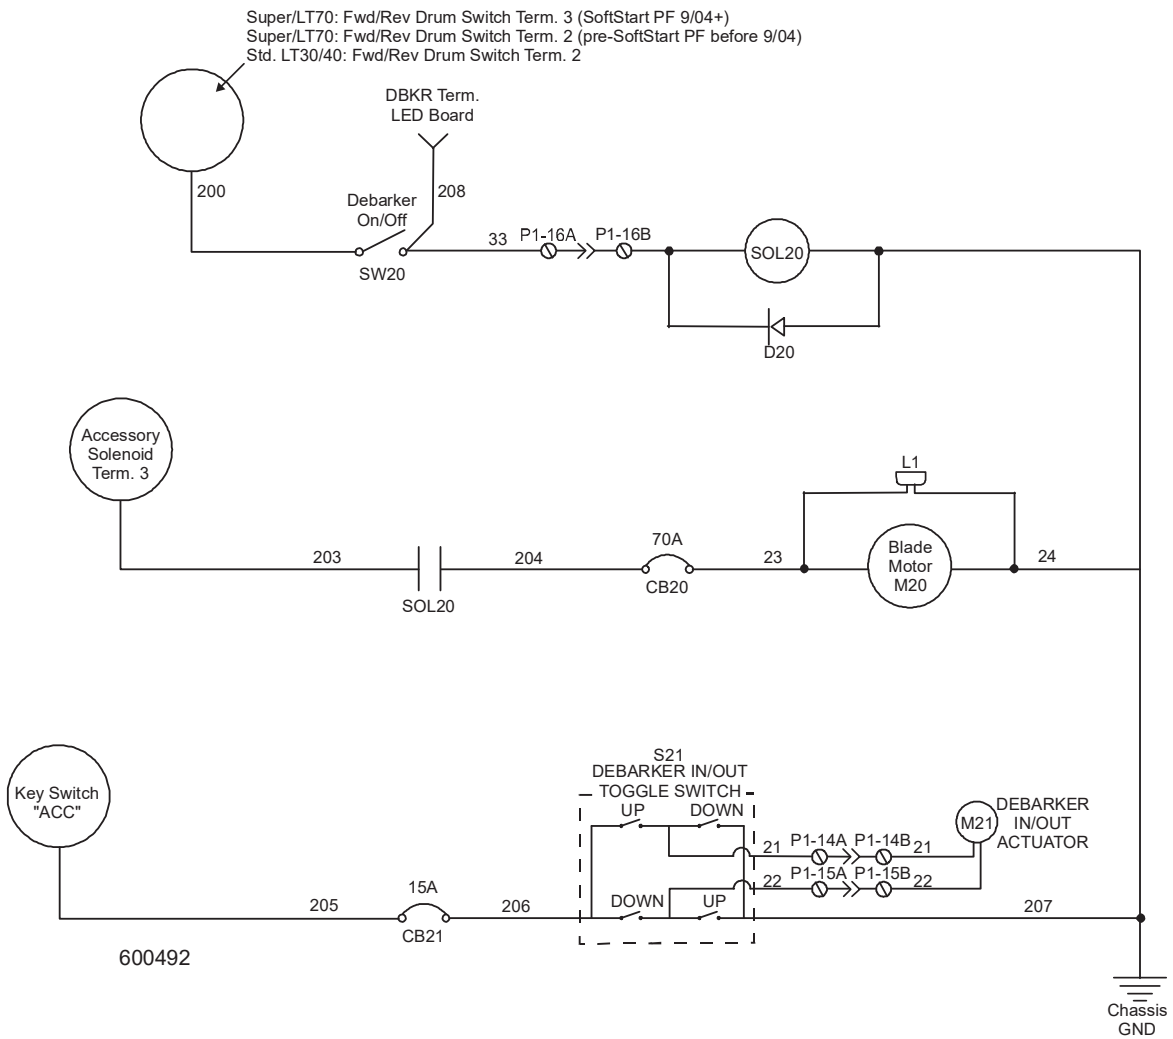 Super/LT70: Fwd/Rev Drum Switch Term. 3 (SoftStart PF 9/04+)
Super/LT70: Fwd/Rev Drum Switch Term. 2 (pre-SoftStart PF before 9/04)
Std. LT30/40: Fwd/Rev Drum Switch Term. 2
DBKR Term.
LED Board
200
208
Debarker
On/Off
33
P1-16A
P1-16B
SOL20
SW20
D20
Accessory
Solenoid
Term. 3
L1
203
204
70A
23
Blade
Motor
M20
24
SOL20
CB20
Key Switch
"ACC"
S21
DEBARKER IN/OUT
TOGGLE SWITCH
UP
DOWN
M21
DEBARKER
IN/OUT
ACTUATOR
21
P1-14A
P1-14B
21
22
P1-15A
P1-15B
22
205
15A
206
DOWN
UP
207
CB21
600492
Chassis
GND